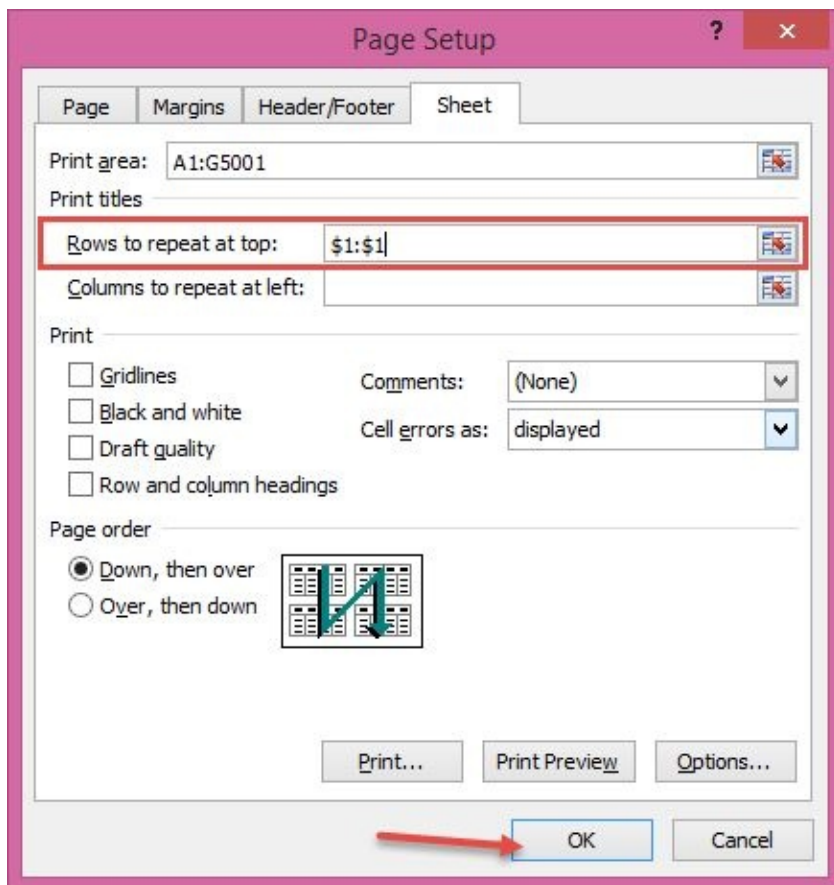 Page Setup ? ×
Page Margins Header/Footer Sheet
Print area: A1:G5001
Print titles
Rows to repeat at top: $1:$1
Columns to repeat at left:
Print
Gridlines
Black and white
Draft quality
Row and column headings
Comments: (None)
Cell errors as: displayed
Page order
Down, then over
Over, then down
Print... Print Preview Options...
OK Cancel